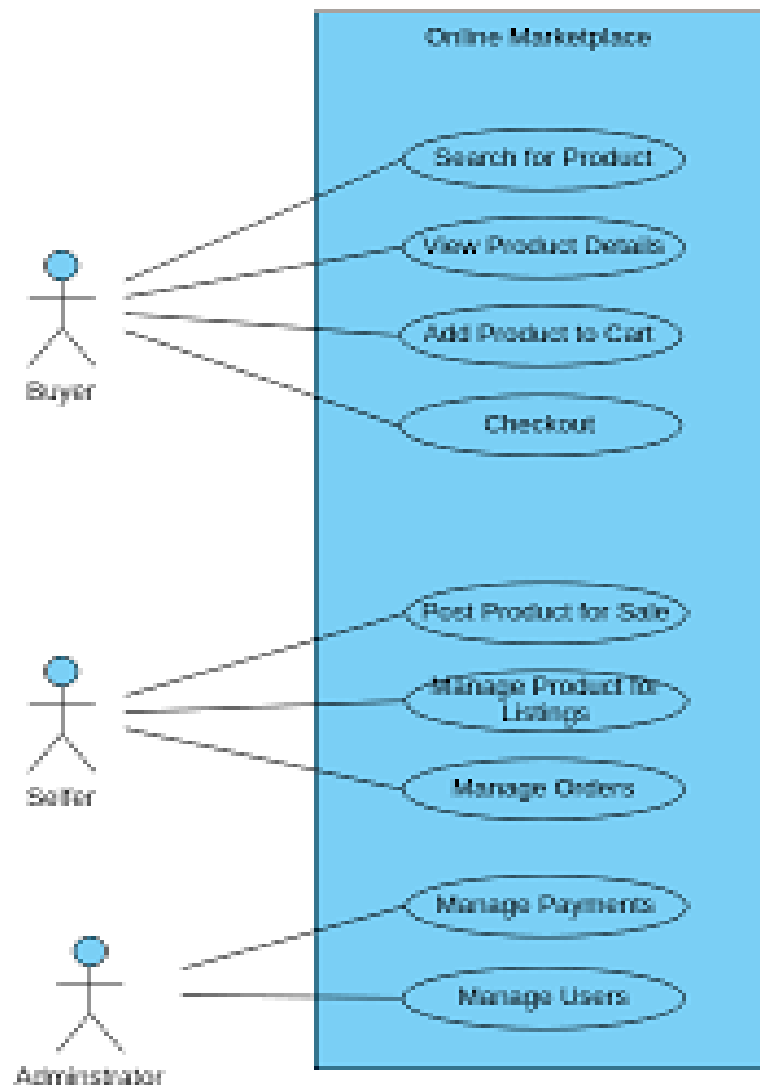 Online Marketplace
Search for Product
View Product Details
Add Product to Cart
Buyer
Checkout
Post Product for Sale
Manage Product for
Listings
Manage Orders
Seller
Manage Payments
Manage Users
Adminstrator